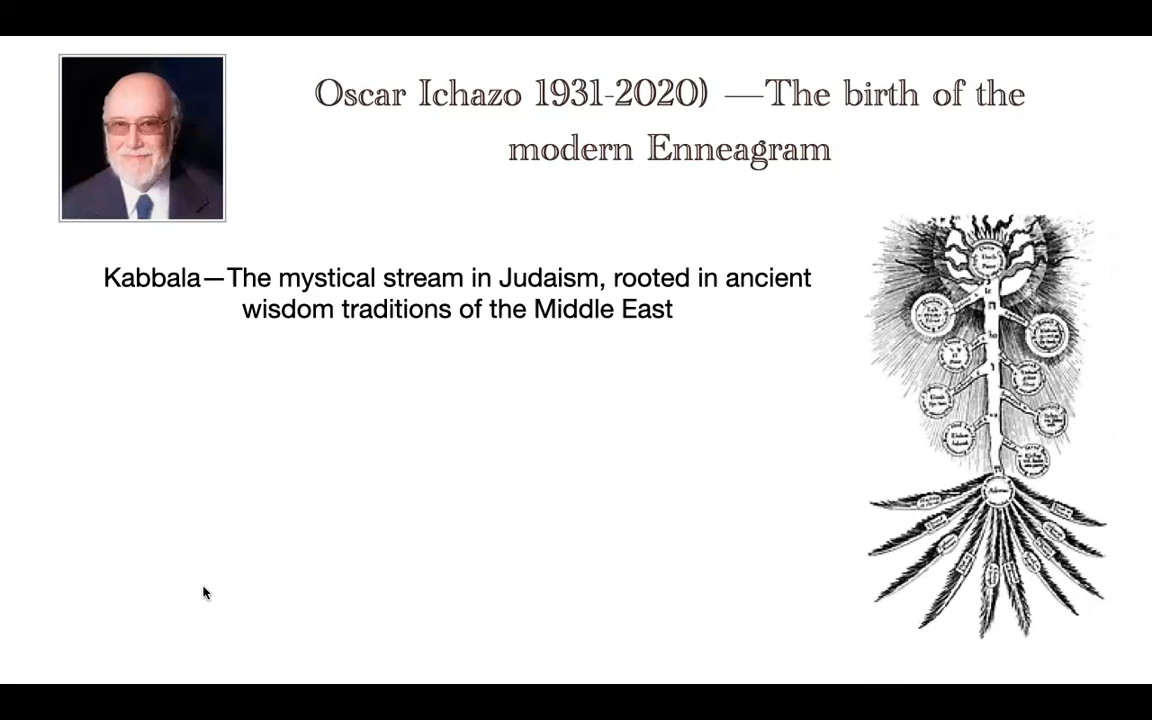 Oscar Ichazo 1931-2020) —The birth of the
modern Enneagram
Kabbala—The mystical stream in Judaism, rooted in ancient
wisdom traditions of the Middle East